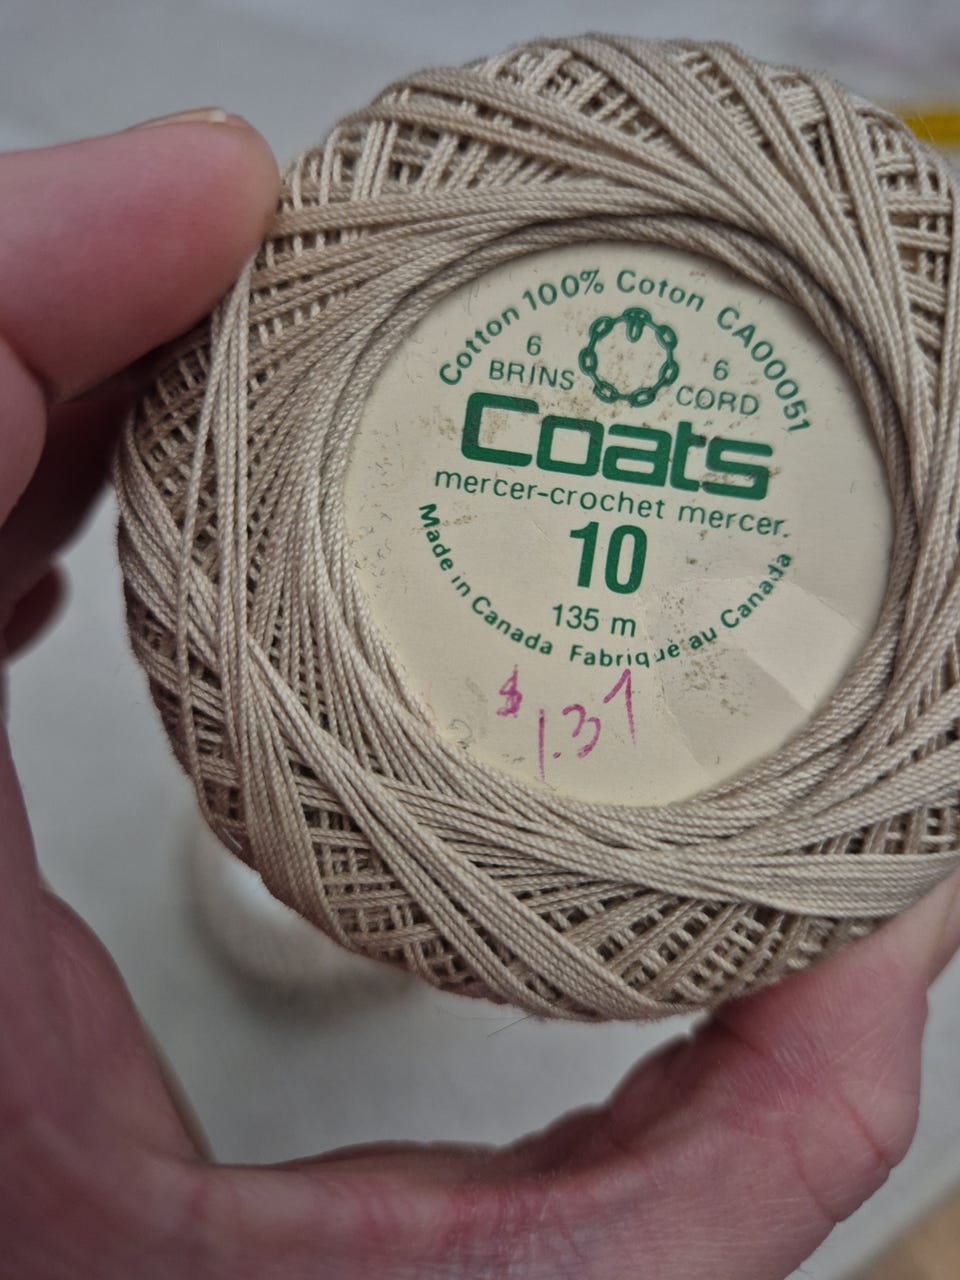 Cotton 100% Coton CA00051
6
BRINS
6
CORD
Coats
mercer-crochet mercer.
10
135 m
Made in Canada Fabriqué au Canada
$1.37